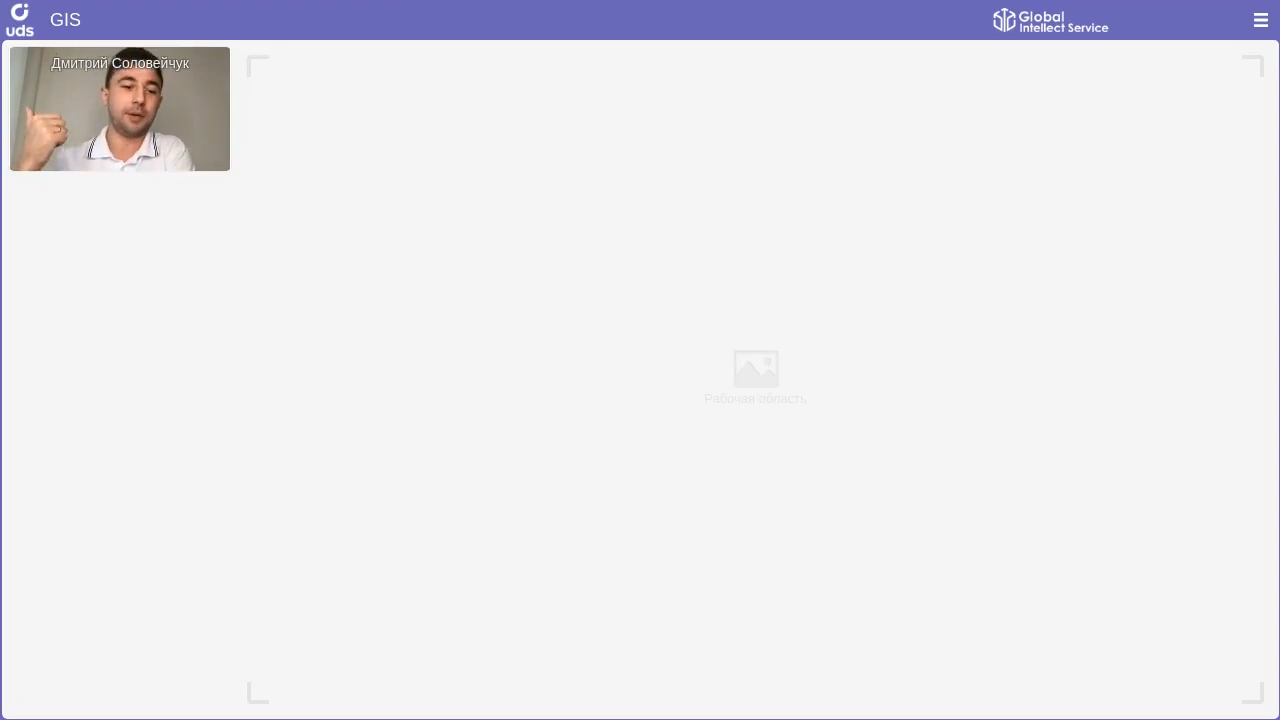 uds
GIS
Global
Intellect Service
Дмитрий Соловейчук
Рабочая область